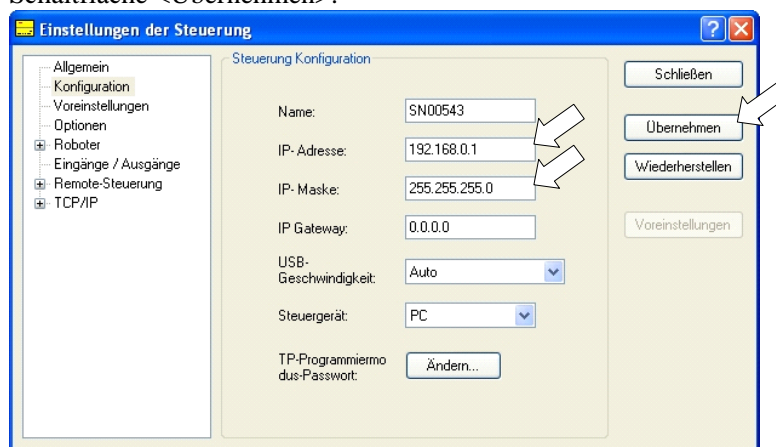 Schaltfläche <Übernehmen>.
Einstellungen der Steuerung
Allgemein
Konfiguration
Voreinstellungen
Optionen
Roboter
Eingänge / Ausgänge
Remote-Steuerung
TCP/IP
Steuerung Konfiguration
Name: SN00543
IP- Adresse: 192.168.0.1
IP- Maske: 255.255.255.0
IP Gateway: 0.0.0.0
USB-
Geschwindigkeit: Auto
Steuergerät: PC
TP-Programmiermo
dus-Passwort: Ändern...
Schließen
Übernehmen
Wiederherstellen
Voreinstellungen